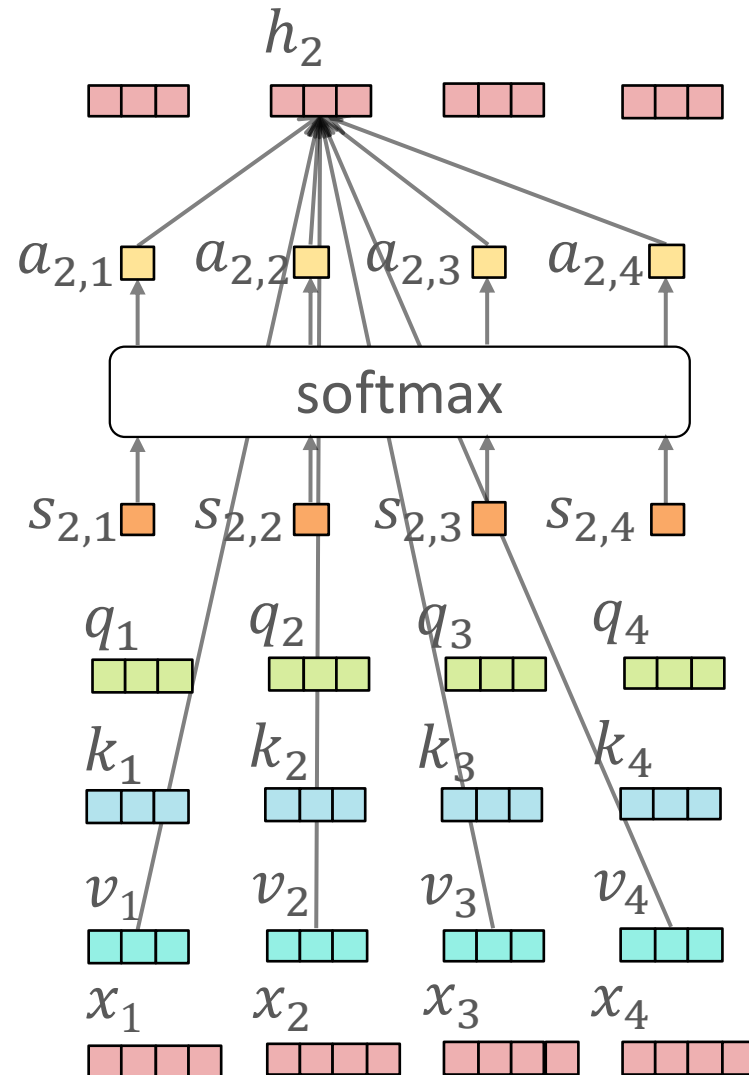 h₂
a₂,₁ a₂,₂ a₂,₃ a₂,₄
softmax
s₂,₁ s₂,₂ s₂,₃ s₂,₄
q₁ q₂ q₃ q₄
k₁ k₂ k₃ k₄
v₁ v₂ v₃ v₄
x₁ x₂ x₃ x₄